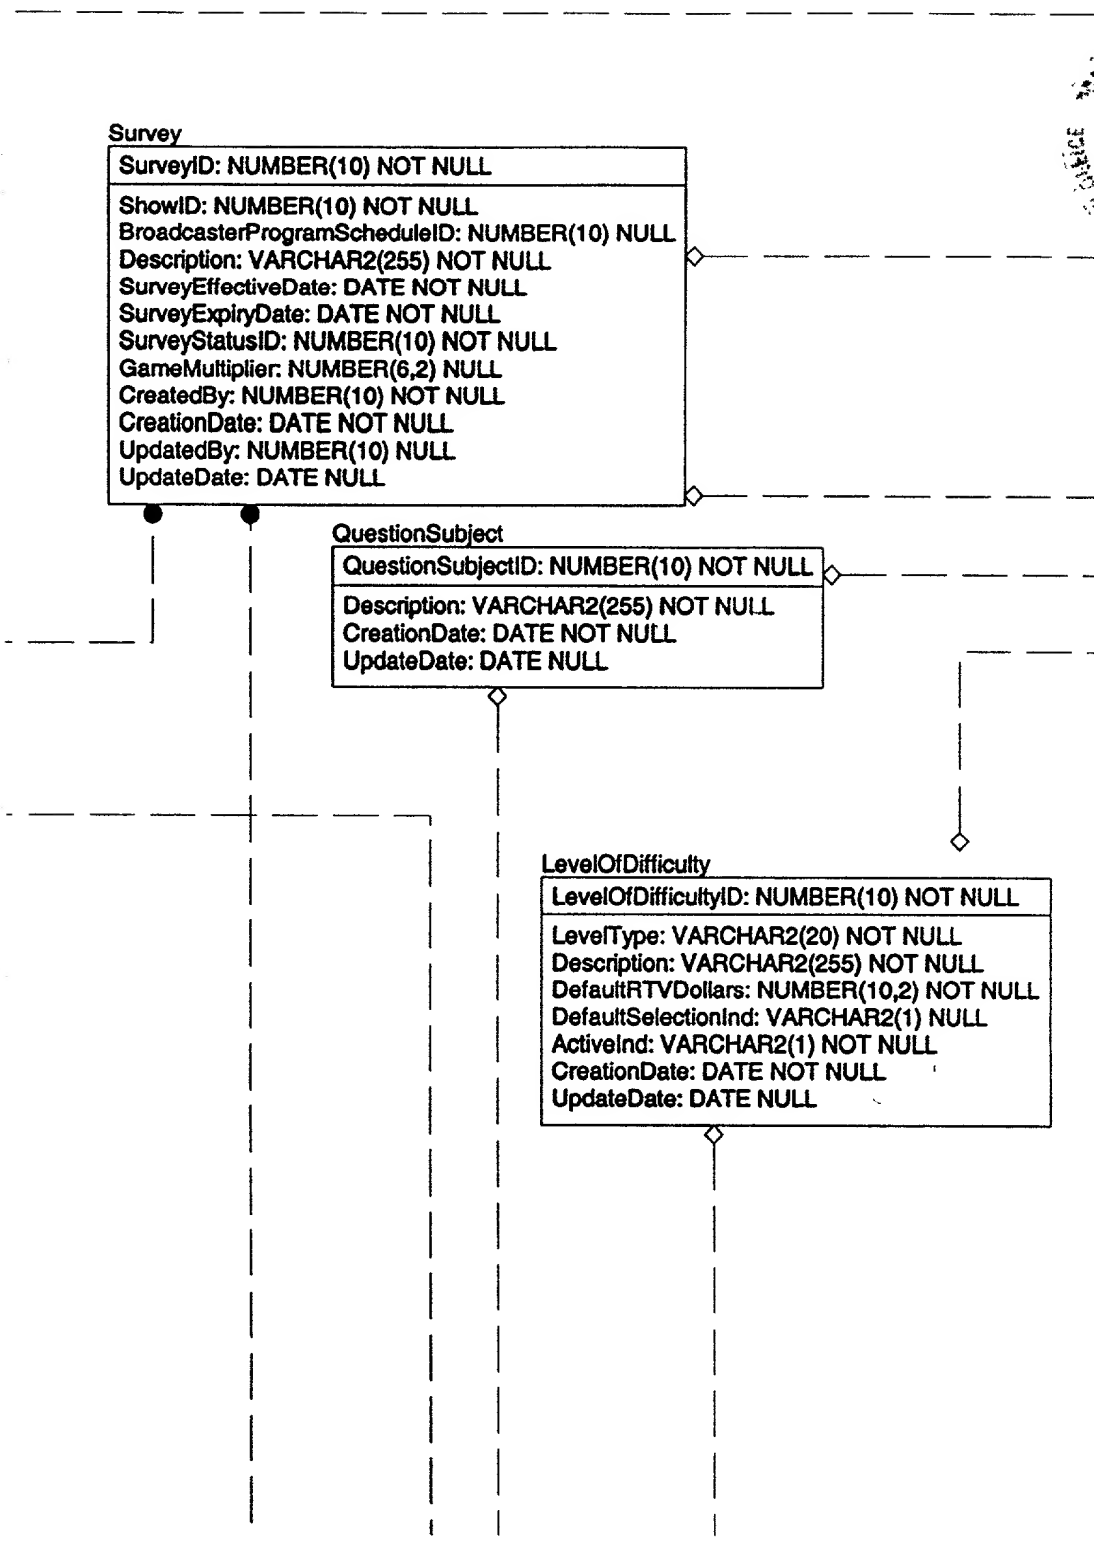 Survey
SurveyID: NUMBER(10) NOT NULL
ShowID: NUMBER(10) NOT NULL
BroadcasterProgramScheduleID: NUMBER(10) NULL
Description: VARCHAR2(255) NOT NULL
SurveyEffectiveDate: DATE NOT NULL
SurveyExpiryDate: DATE NOT NULL
SurveyStatusID: NUMBER(10) NOT NULL
GameMultiplier: NUMBER(6,2) NULL
CreatedBy: NUMBER(10) NOT NULL
CreationDate: DATE NOT NULL
UpdatedBy: NUMBER(10) NULL
UpdateDate: DATE NULL
QuestionSubject
QuestionSubjectID: NUMBER(10) NOT NULL
Description: VARCHAR2(255) NOT NULL
CreationDate: DATE NOT NULL
UpdateDate: DATE NULL
LevelOfDifficulty
LevelOfDifficultyID: NUMBER(10) NOT NULL
LevelType: VARCHAR2(20) NOT NULL
Description: VARCHAR2(255) NOT NULL
DefaultRTVDollars: NUMBER(10,2) NOT NULL
DefaultSelectionInd: VARCHAR2(1) NULL
ActiveInd: VARCHAR2(1) NOT NULL
CreationDate: DATE NOT NULL
UpdateDate: DATE NULL